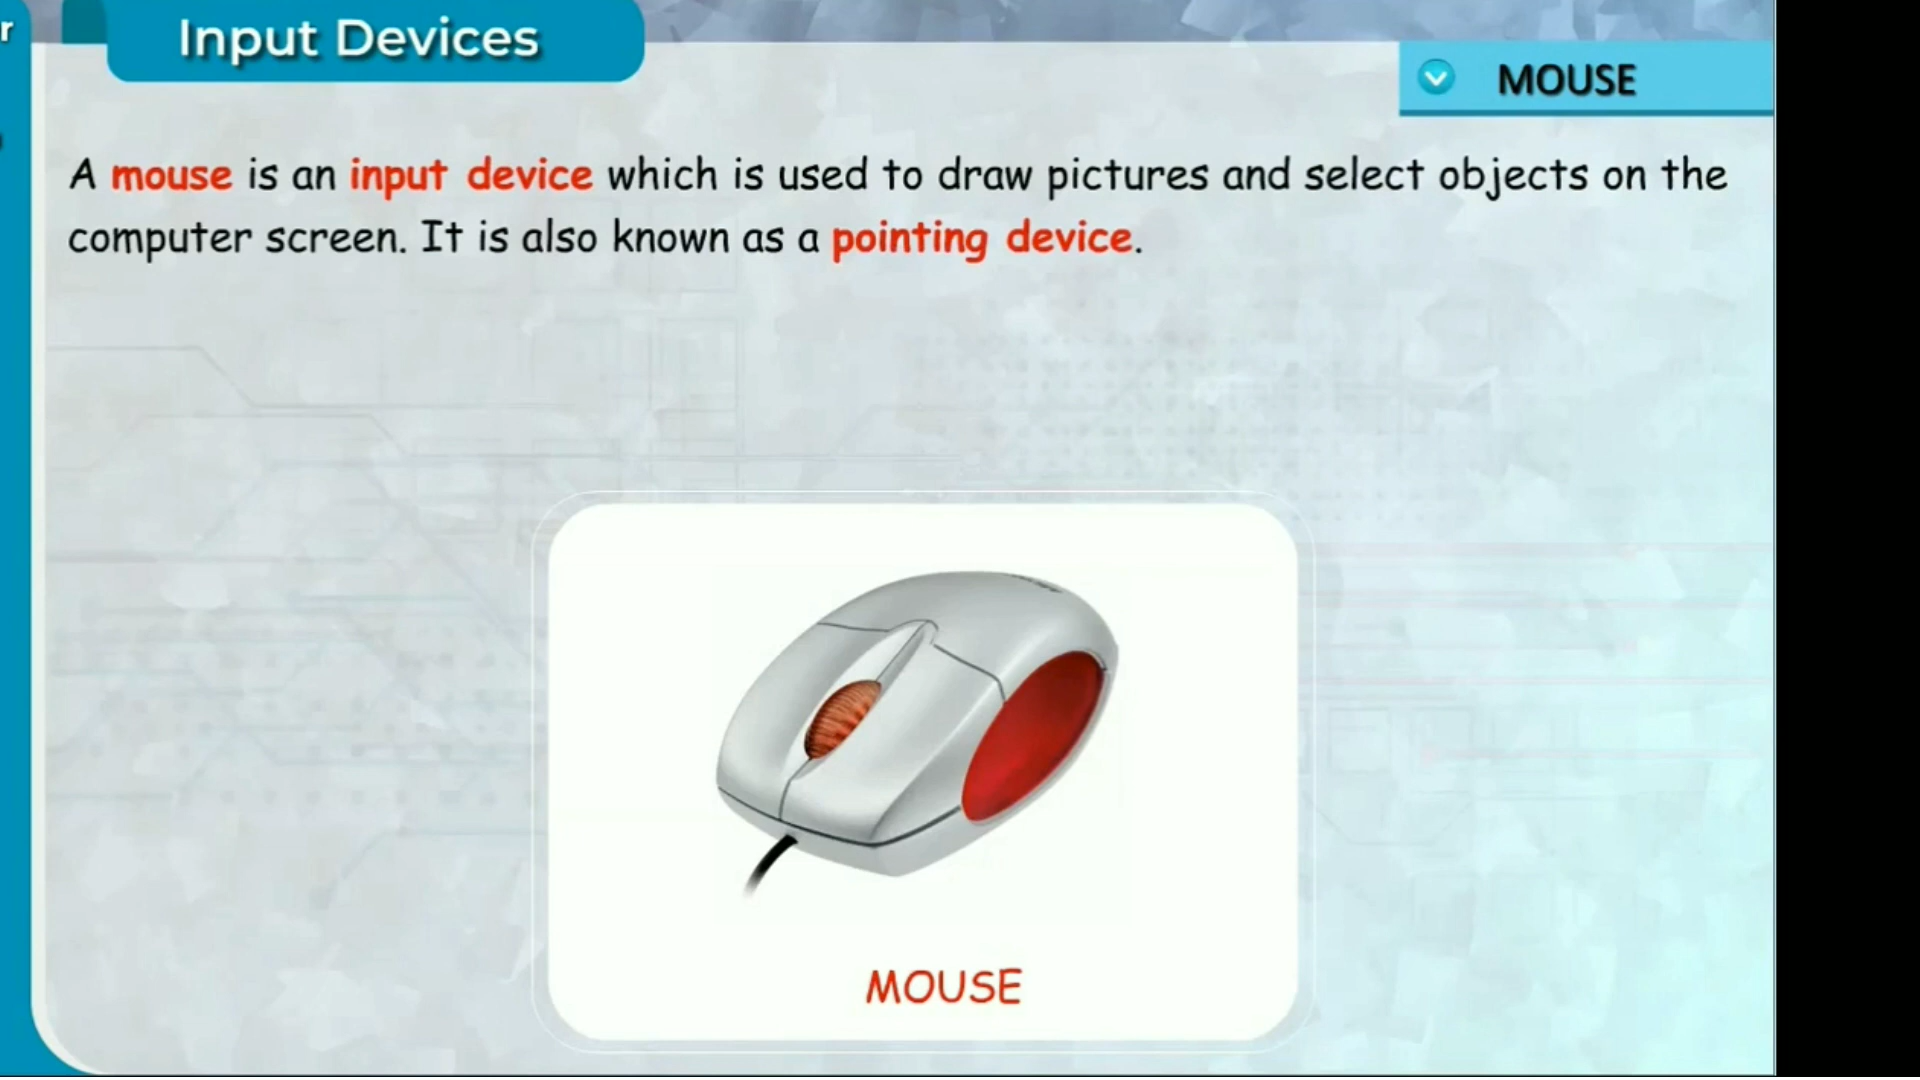 Input Devices
MOUSE
A mouse is an input device which is used to draw pictures and select objects on the
computer screen. It is also known as a pointing device.
MOUSE